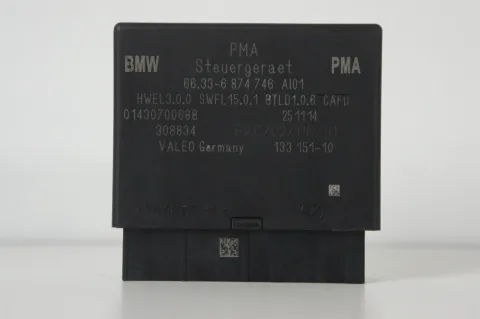 PMA
BMW Steuergeraet PMA
66.33-6 874 746 AI01
HWEL3.0.0 SWFL15.0.1 BTLD1.0.6 CAFD
01430700688 251114
308834
VALEO Germany 133 151-10